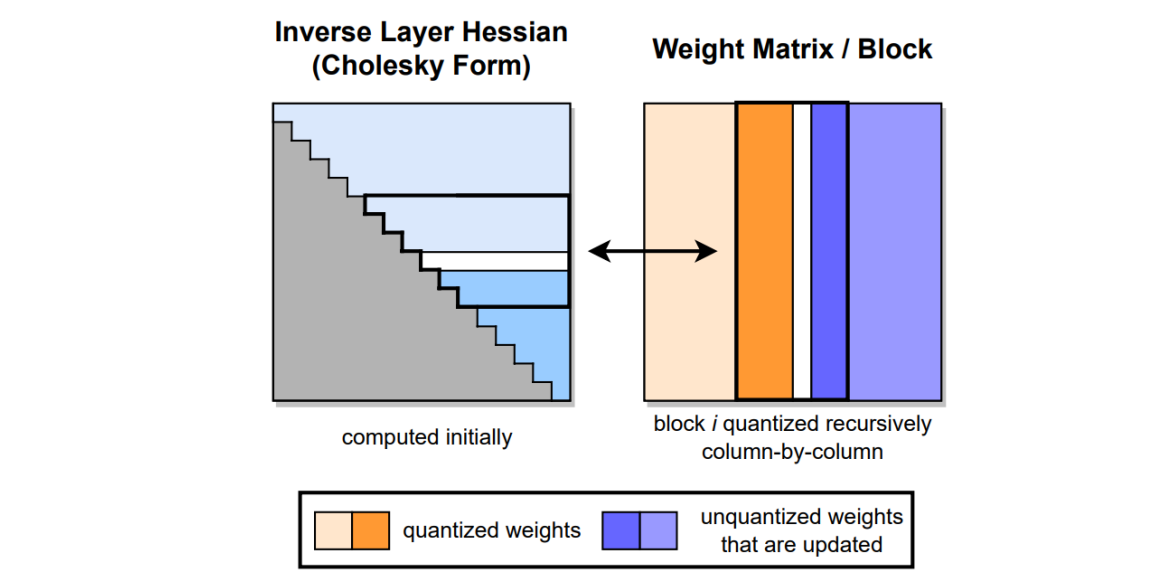 Inverse Layer Hessian
(Cholesky Form)
Weight Matrix / Block
computed initially
block i quantized recursively
column-by-column
quantized weights
unquantized weights
that are updated